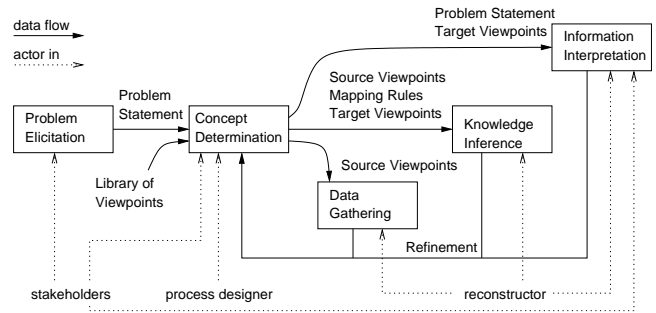 data flow
actor in
Problem Statement
Target Viewpoints
Information
Interpretation
Source Viewpoints
Mapping Rules
Target Viewpoints
Problem
Statement
Problem
Elicitation
Concept
Determination
Knowledge
Inference
Source Viewpoints
Library of
Viewpoints
Data
Gathering
Refinement
stakeholders
process designer
reconstructor